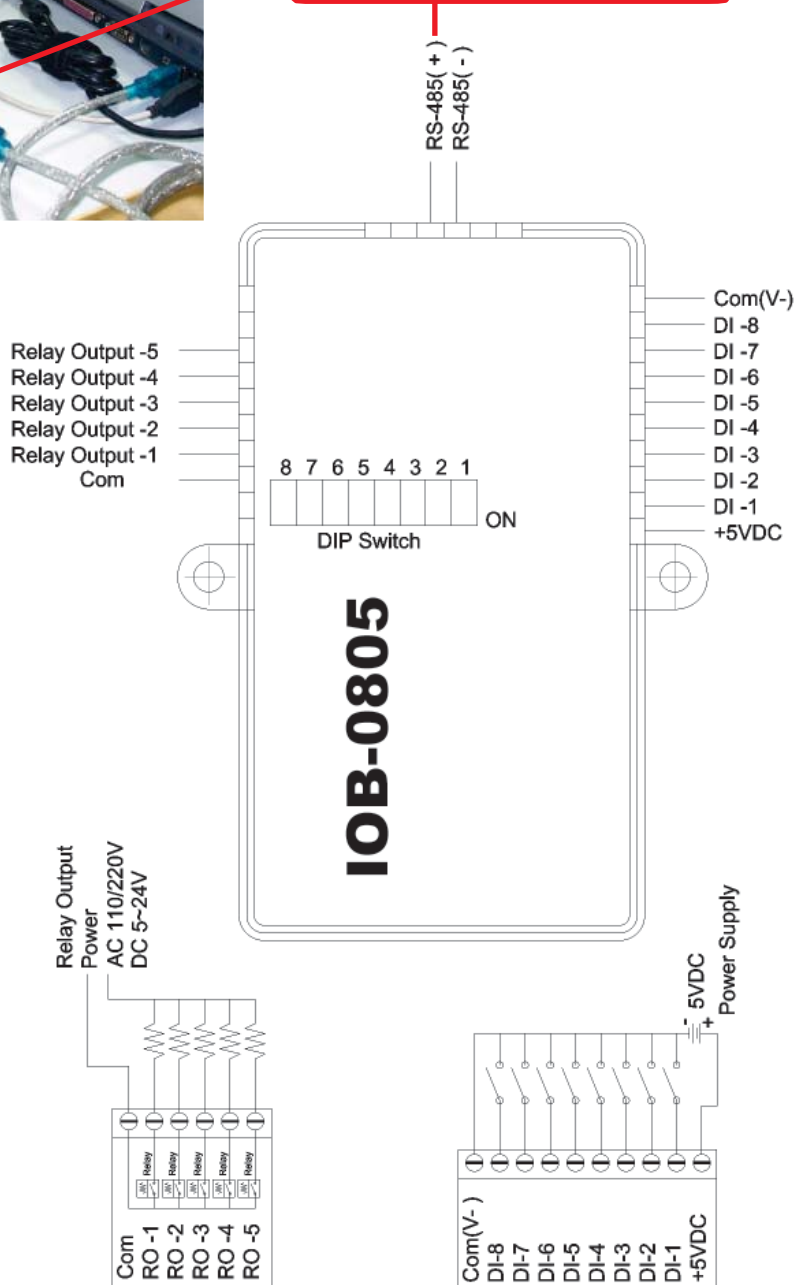 RS-485( + )
RS-485( - )
Relay Output -5
Relay Output -4
Relay Output -3
Relay Output -2
Relay Output -1
Com
Com(V-)
DI -8
DI -7
DI -6
DI -5
DI -4
DI -3
DI -2
DI -1
+5VDC
8 7 6 5 4 3 2 1
ON
DIP Switch
IOB-0805
Relay Output
Power
AC 110/220V
DC 5~24V
Relay
Relay
Relay
Relay
Relay
Com
RO -1
RO -2
RO -3
RO -4
RO -5
- 5VDC
+ Power Supply
Com(V- )
DI-8
DI-7
DI-6
DI-5
DI-4
DI-3
DI-2
DI-1
+5VDC